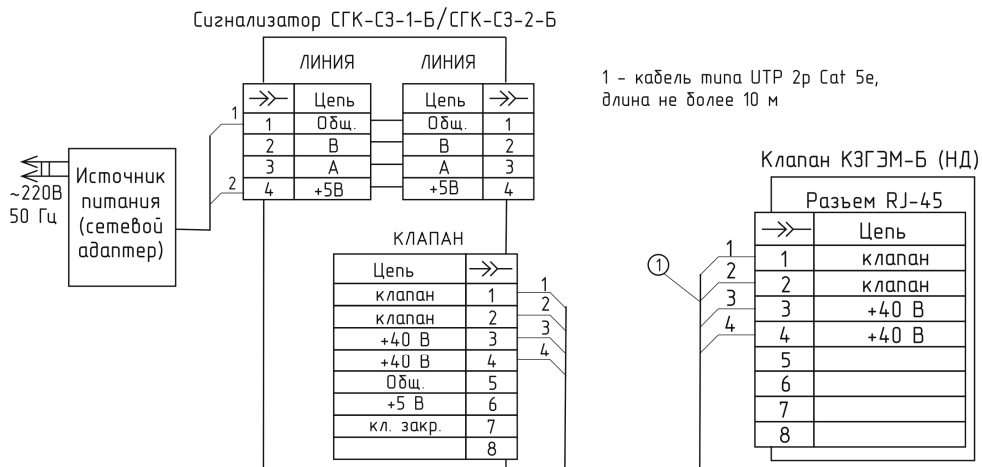 Сигнализатор СГК-СЗ-1-Б/СГК-СЗ-2-Б
ЛИНИЯ ЛИНИЯ
Цепь Цепь
1 1 Общ. Общ. 1
2 В В 2
3 А А 3
2 4 +5В +5В 4
~220В
50 Гц
Источник
питания
(сетевой
адаптер)
КЛАПАН
Цепь
клапан 1 1
клапан 2 2
+40 В 3 3
+40 В 4 4
Общ. 5
+5 В 6
кл. закр. 7
8
1 - кабель типа UTP 2p Cat 5e,
длина не более 10 м
Клапан КЗГЭМ-Б (НД)
Разъем RJ-45
Цепь
1
1 1 клапан
2 2 клапан
3 3 +40 В
4 4 +40 В
5
6
7
8